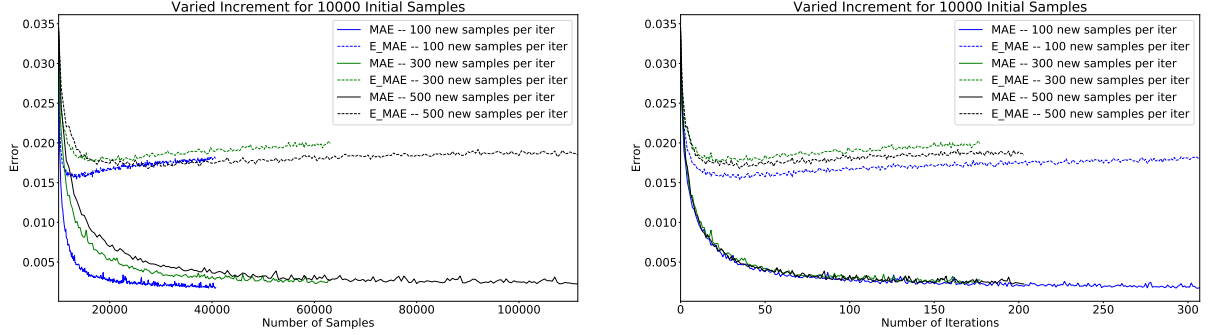 Varied Increment for 10000 Initial Samples
0.035
0.030
0.025
0.020
0.015
0.010
0.005
Error
MAE -- 100 new samples per iter
E_MAE -- 100 new samples per iter
MAE -- 300 new samples per iter
E_MAE -- 300 new samples per iter
MAE -- 500 new samples per iter
E_MAE -- 500 new samples per iter
20000 40000 60000 80000 100000
Number of Samples
Varied Increment for 10000 Initial Samples
0.035
0.030
0.025
0.020
0.015
0.010
0.005
Error
MAE -- 100 new samples per iter
E_MAE -- 100 new samples per iter
MAE -- 300 new samples per iter
E_MAE -- 300 new samples per iter
MAE -- 500 new samples per iter
E_MAE -- 500 new samples per iter
0 50 100 150 200 250 300
Number of Iterations